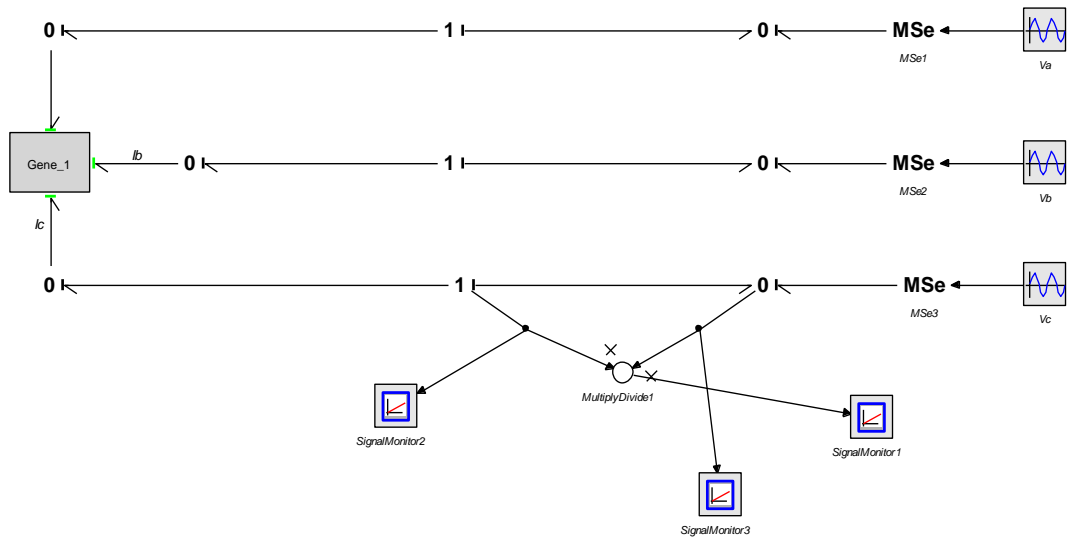 0 1 0 MSe
MSe1 Va
Gene_1 Ib 0 1 0 MSe
MSe2 Vb
Ic
0 1 0 MSe
MSe3 Vc
MultiplyDivide1
SignalMonitor2
SignalMonitor1
SignalMonitor3